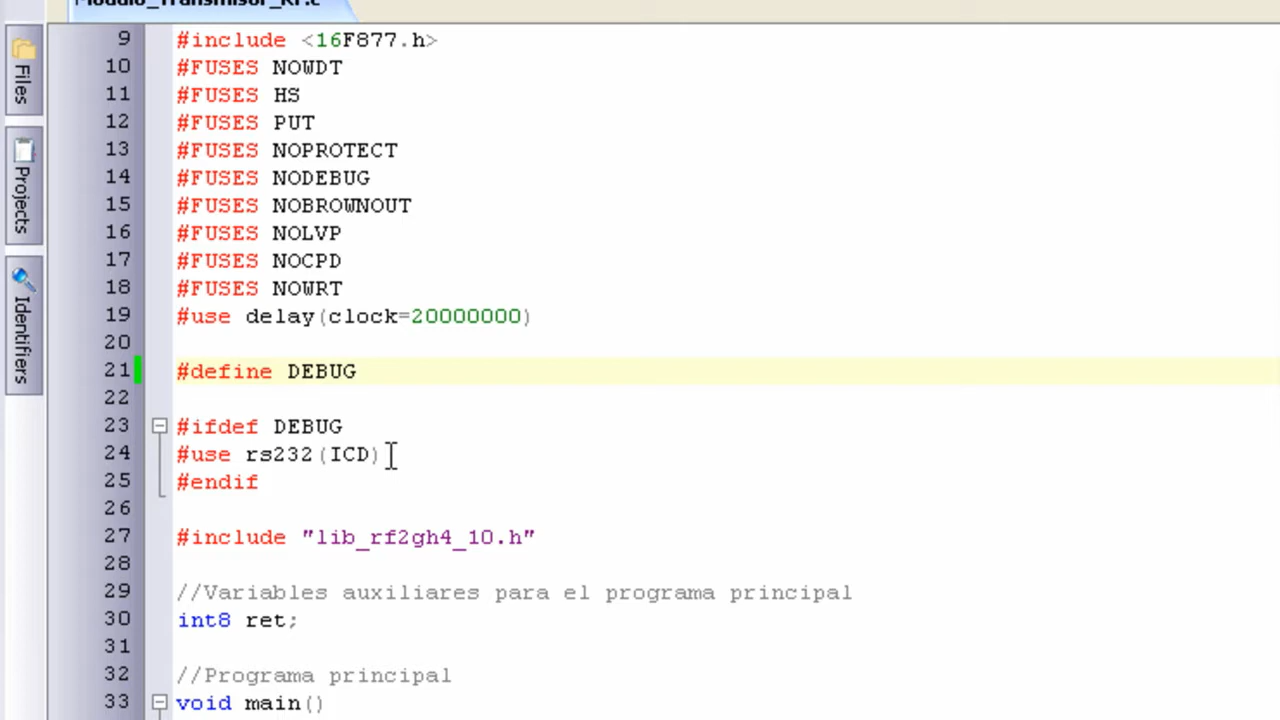 Modulo_Transmisor_RF.c
Files
Projects
Identifiers
9 #include <16F877.h>
10 #FUSES NOWDT
11 #FUSES HS
12 #FUSES PUT
13 #FUSES NOPROTECT
14 #FUSES NODEBUG
15 #FUSES NOBROWNOUT
16 #FUSES NOLVP
17 #FUSES NOCPD
18 #FUSES NOWRT
19 #use delay(clock=20000000)
20
21 #define DEBUG
22
23 #ifdef DEBUG
24 #use rs232(ICD)
25 #endif
26
27 #include "lib_rf2gh4_10.h"
28
29 //Variables auxiliares para el programa principal
30 int8 ret;
31
32 //Programa principal
33 void main()